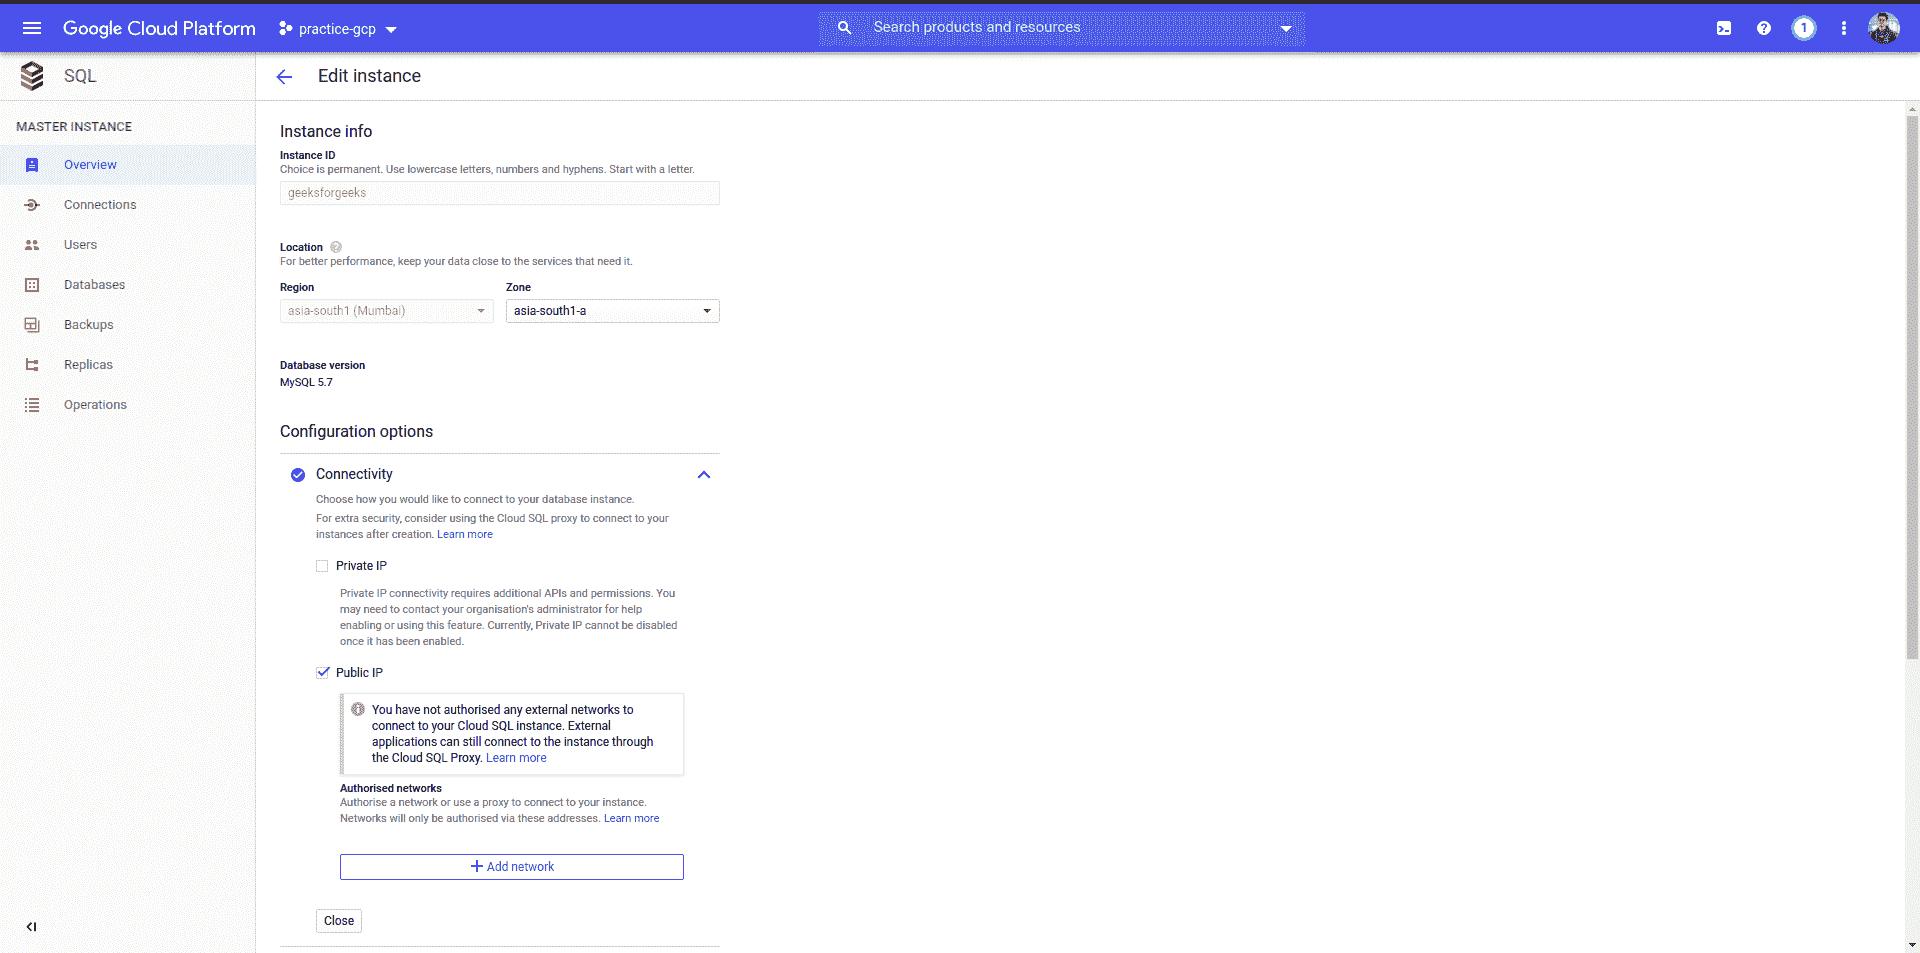 Google Cloud Platform
practice-gcp
Search products and resources
1
SQL
Edit instance
MASTER INSTANCE
Overview
Connections
Users
Databases
Backups
Replicas
Operations
Instance info
Instance ID
Choice is permanent. Use lowercase letters, numbers and hyphens. Start with a letter.
geeksforgeeks
Location
For better performance, keep your data close to the services that need it.
Region
Zone
asia-south1 (Mumbai)
asia-south1-a
Database version
MySQL 5.7
Configuration options
Connectivity
Choose how you would like to connect to your database instance.
For extra security, consider using the Cloud SQL proxy to connect to your
instances after creation. Learn more
Private IP
Private IP connectivity requires additional APIs and permissions. You
may need to contact your organisation's administrator for help
enabling or using this feature. Currently, Private IP cannot be disabled
once it has been enabled.
Public IP
You have not authorised any external networks to
connect to your Cloud SQL instance. External
applications can still connect to the instance through
the Cloud SQL Proxy. Learn more
Authorised networks
Authorise a network or use a proxy to connect to your instance.
Networks will only be authorised via these addresses. Learn more
+ Add network
Close